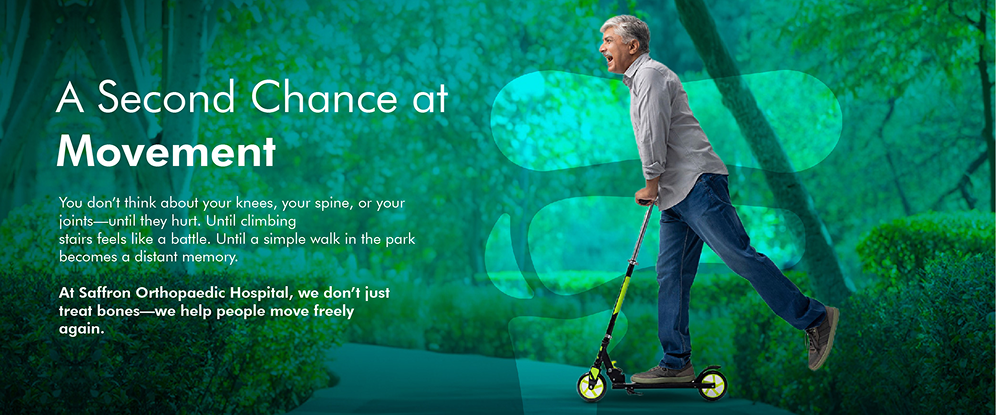 A Second Chance at
Movement
You don’t think about your knees, your spine, or your
joints—until they hurt. Until climbing
stairs feels like a battle. Until a simple walk in the park
becomes a distant memory.
At Saffron Orthopaedic Hospital, we don’t just
treat bones—we help people move freely
again.